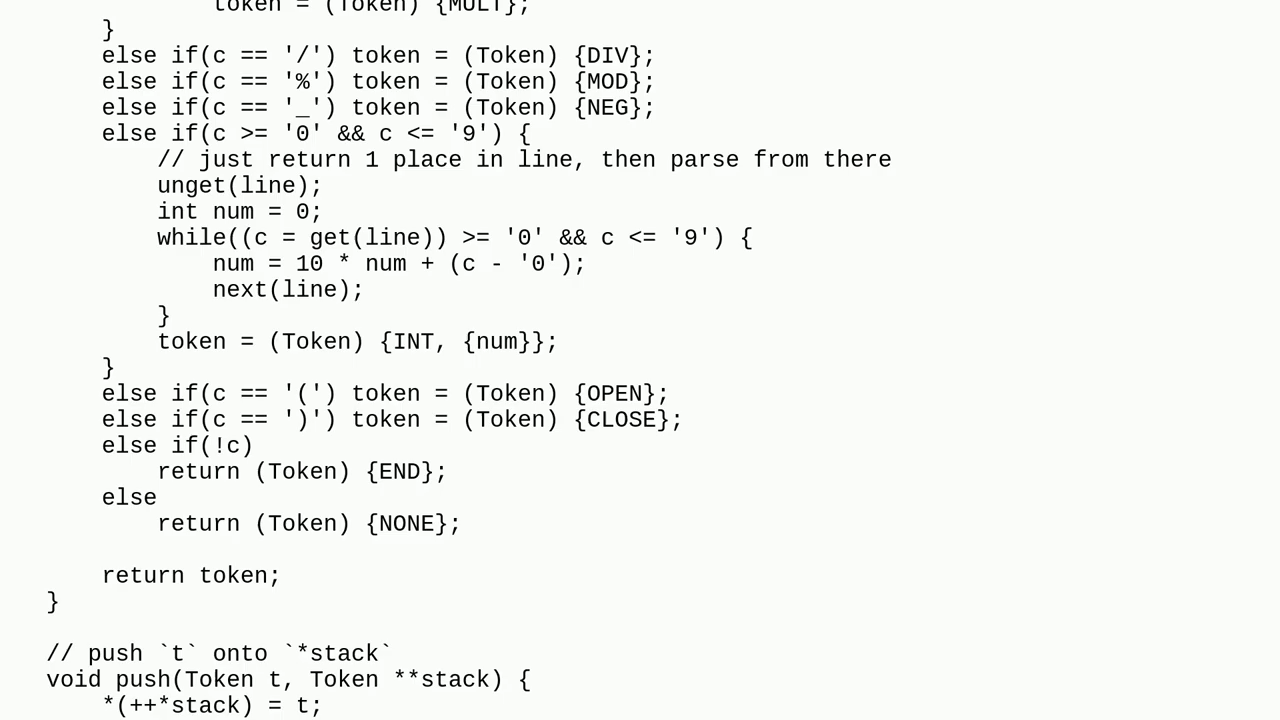 token = (Token) {MULT};
}
else if(c == '/') token = (Token) {DIV};
else if(c == '%') token = (Token) {MOD};
else if(c == '_') token = (Token) {NEG};
else if(c >= '0' && c <= '9') {
// just return 1 place in line, then parse from there
unget(line);
int num = 0;
while((c = get(line)) >= '0' && c <= '9') {
num = 10 * num + (c - '0');
next(line);
}
token = (Token) {INT, {num}};
}
else if(c == '(') token = (Token) {OPEN};
else if(c == ')') token = (Token) {CLOSE};
else if(!c)
return (Token) {END};
else
return (Token) {NONE};
return token;
}
// push `t` onto `*stack`
void push(Token t, Token **stack) {
*(++*stack) = t;